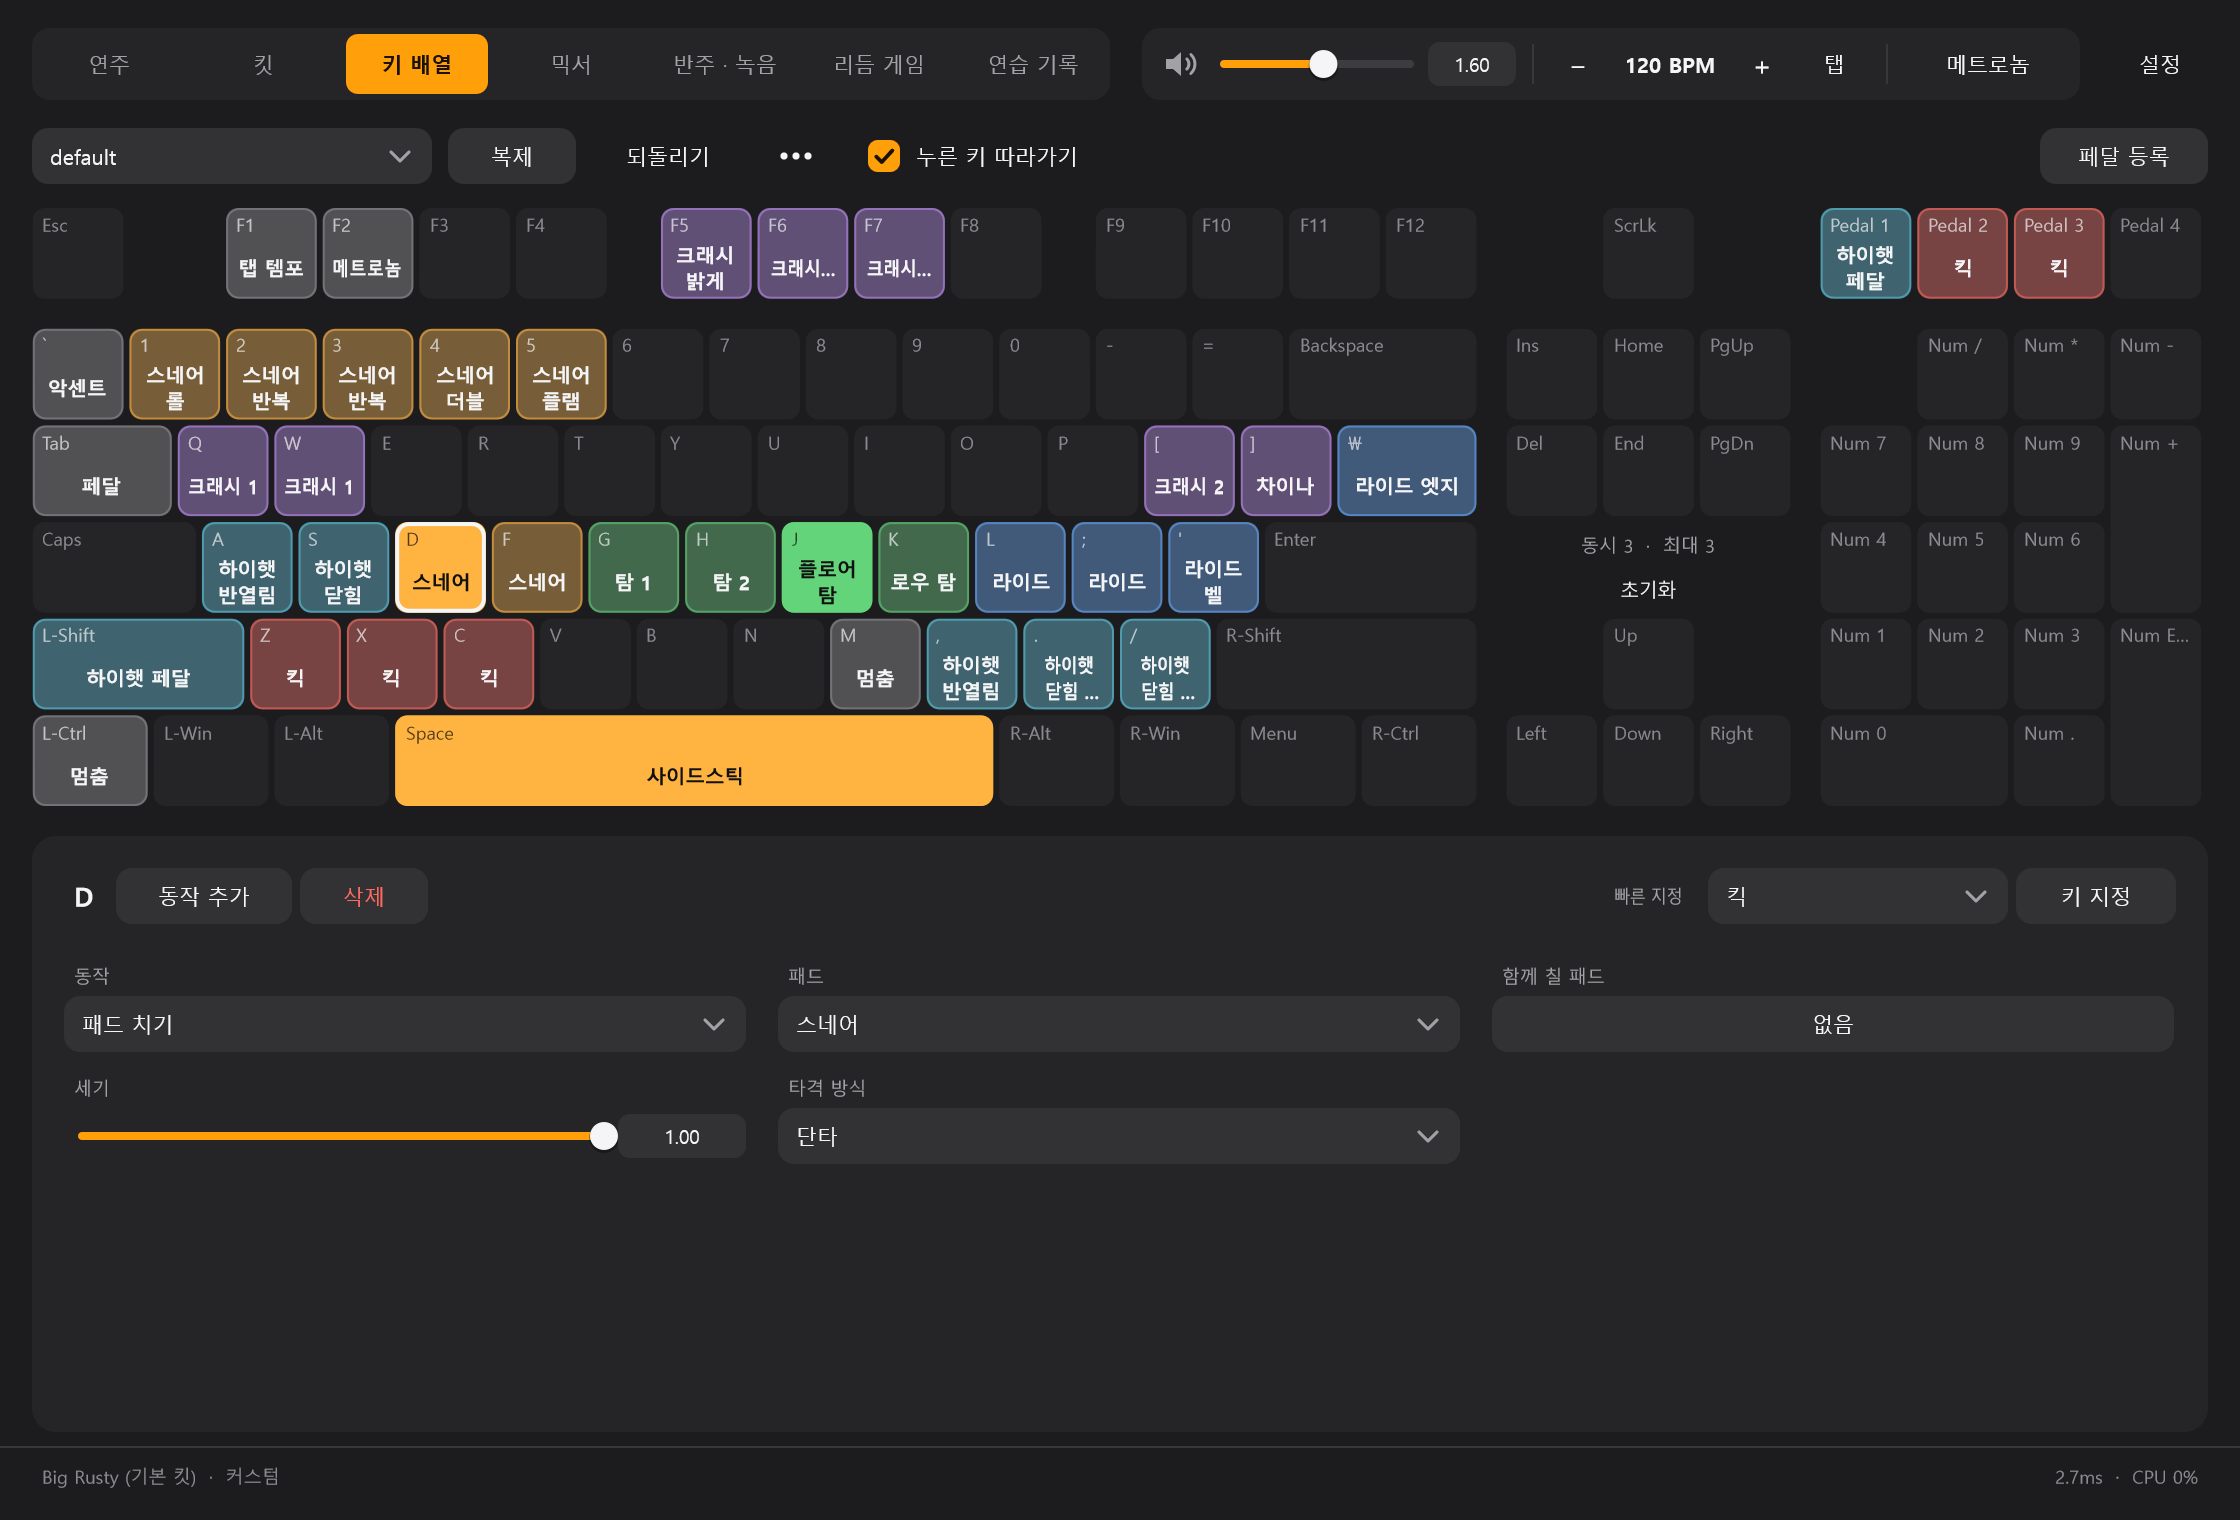 연주 킷 키 배열 믹서 반주 · 녹음 리듬 게임 연습 기록 1.60 − 120 BPM + 탭 메트로놈 설정
default 복제 되돌리기 ••• 누른 키 따라가기 페달 등록
Esc F1 F2 F3 F4 F5 F6 F7 F8 F9 F10 F11 F12 ScrLk Pedal 1 Pedal 2 Pedal 3 Pedal 4
탭 템포 메트로놈 크래시 밝게 크래시... 크래시... 하이햇 페달 킥 킥
` 1 2 3 4 5 6 7 8 9 0 - = Backspace Ins Home PgUp Num / Num * Num -
악센트 스네어 롤 스네어 반복 스네어 반복 스네어 더블 스네어 플램
Tab Q W E R T Y U I O P [ ] ₩ Del End PgDn Num 7 Num 8 Num 9 Num +
페달 크래시 1 크래시 1 크래시 2 차이나 라이드 엣지
Caps A S D F G H J K L ; ' Enter 동시 3 · 최대 3 Num 4 Num 5 Num 6
하이햇 반열림 하이햇 닫힘 스네어 스네어 탐 1 탐 2 플로어 탐 로우 탐 라이드 라이드 라이드 벨 초기화
L-Shift Z X C V B N M , . / R-Shift Up Num 1 Num 2 Num 3 Num E...
하이햇 페달 킥 킥 킥 멈춤 하이햇 반열림 하이햇 닫힘 ... 하이햇 닫힘 ...
L-Ctrl L-Win L-Alt Space R-Alt R-Win Menu R-Ctrl Left Down Right Num 0 Num .
멈춤 사이드스틱
D 동작 추가 삭제 빠른 지정 킥 키 지정
동작 패드 함께 칠 패드
패드 치기 스네어 없음
세기 타격 방식
1.00 단타
Big Rusty (기본 킷) · 커스텀 2.7ms · CPU 0%